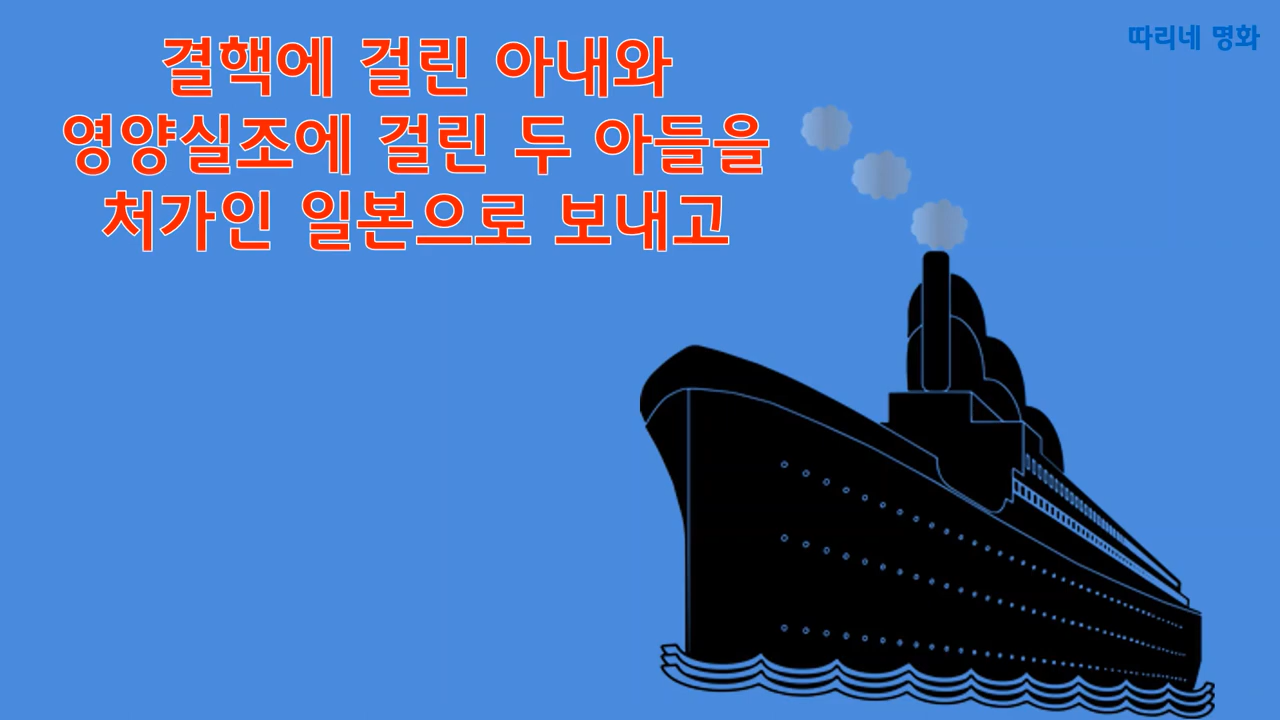 결핵에 걸린 아내와
영양실조에 걸린 두 아들을
처가인 일본으로 보내고
따리네 명화